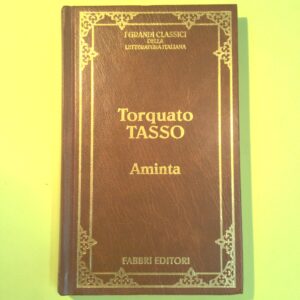 I GRANDI CLASSICI
DELLA
LETTERATURA ITALIANA
Torquato
TASSO
Aminta
FABBRI EDITORI